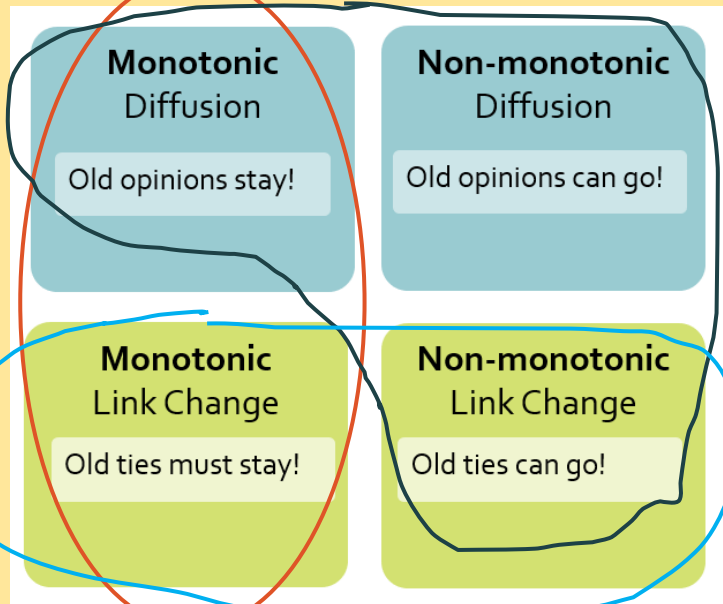 Monotonic
Diffusion
Old opinions stay!
Non-monotonic
Diffusion
Old opinions can go!
Monotonic
Link Change
Old ties must stay!
Non-monotonic
Link Change
Old ties can go!